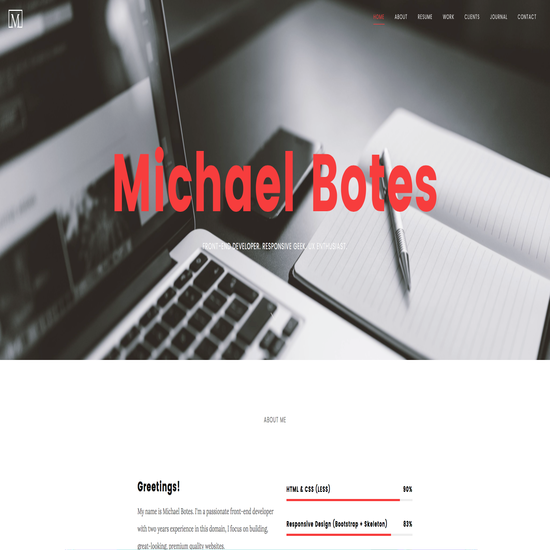 M
HOME ABOUT RESUME WORK CLIENTS JOURNAL CONTACT
Michael Botes
FRONT-END DEVELOPER. RESPONSIVE GEEK. UX ENTHUSIAST.
ABOUT ME
Greetings!
My name is Michael Botes. I'm a passionate front-end developer
with two years experience in this domain, I focus on building,
great-looking, premium quality websites.
HTML & CSS (LESS) 90%
Responsive Design (Bootstrap + Skeleton) 83%